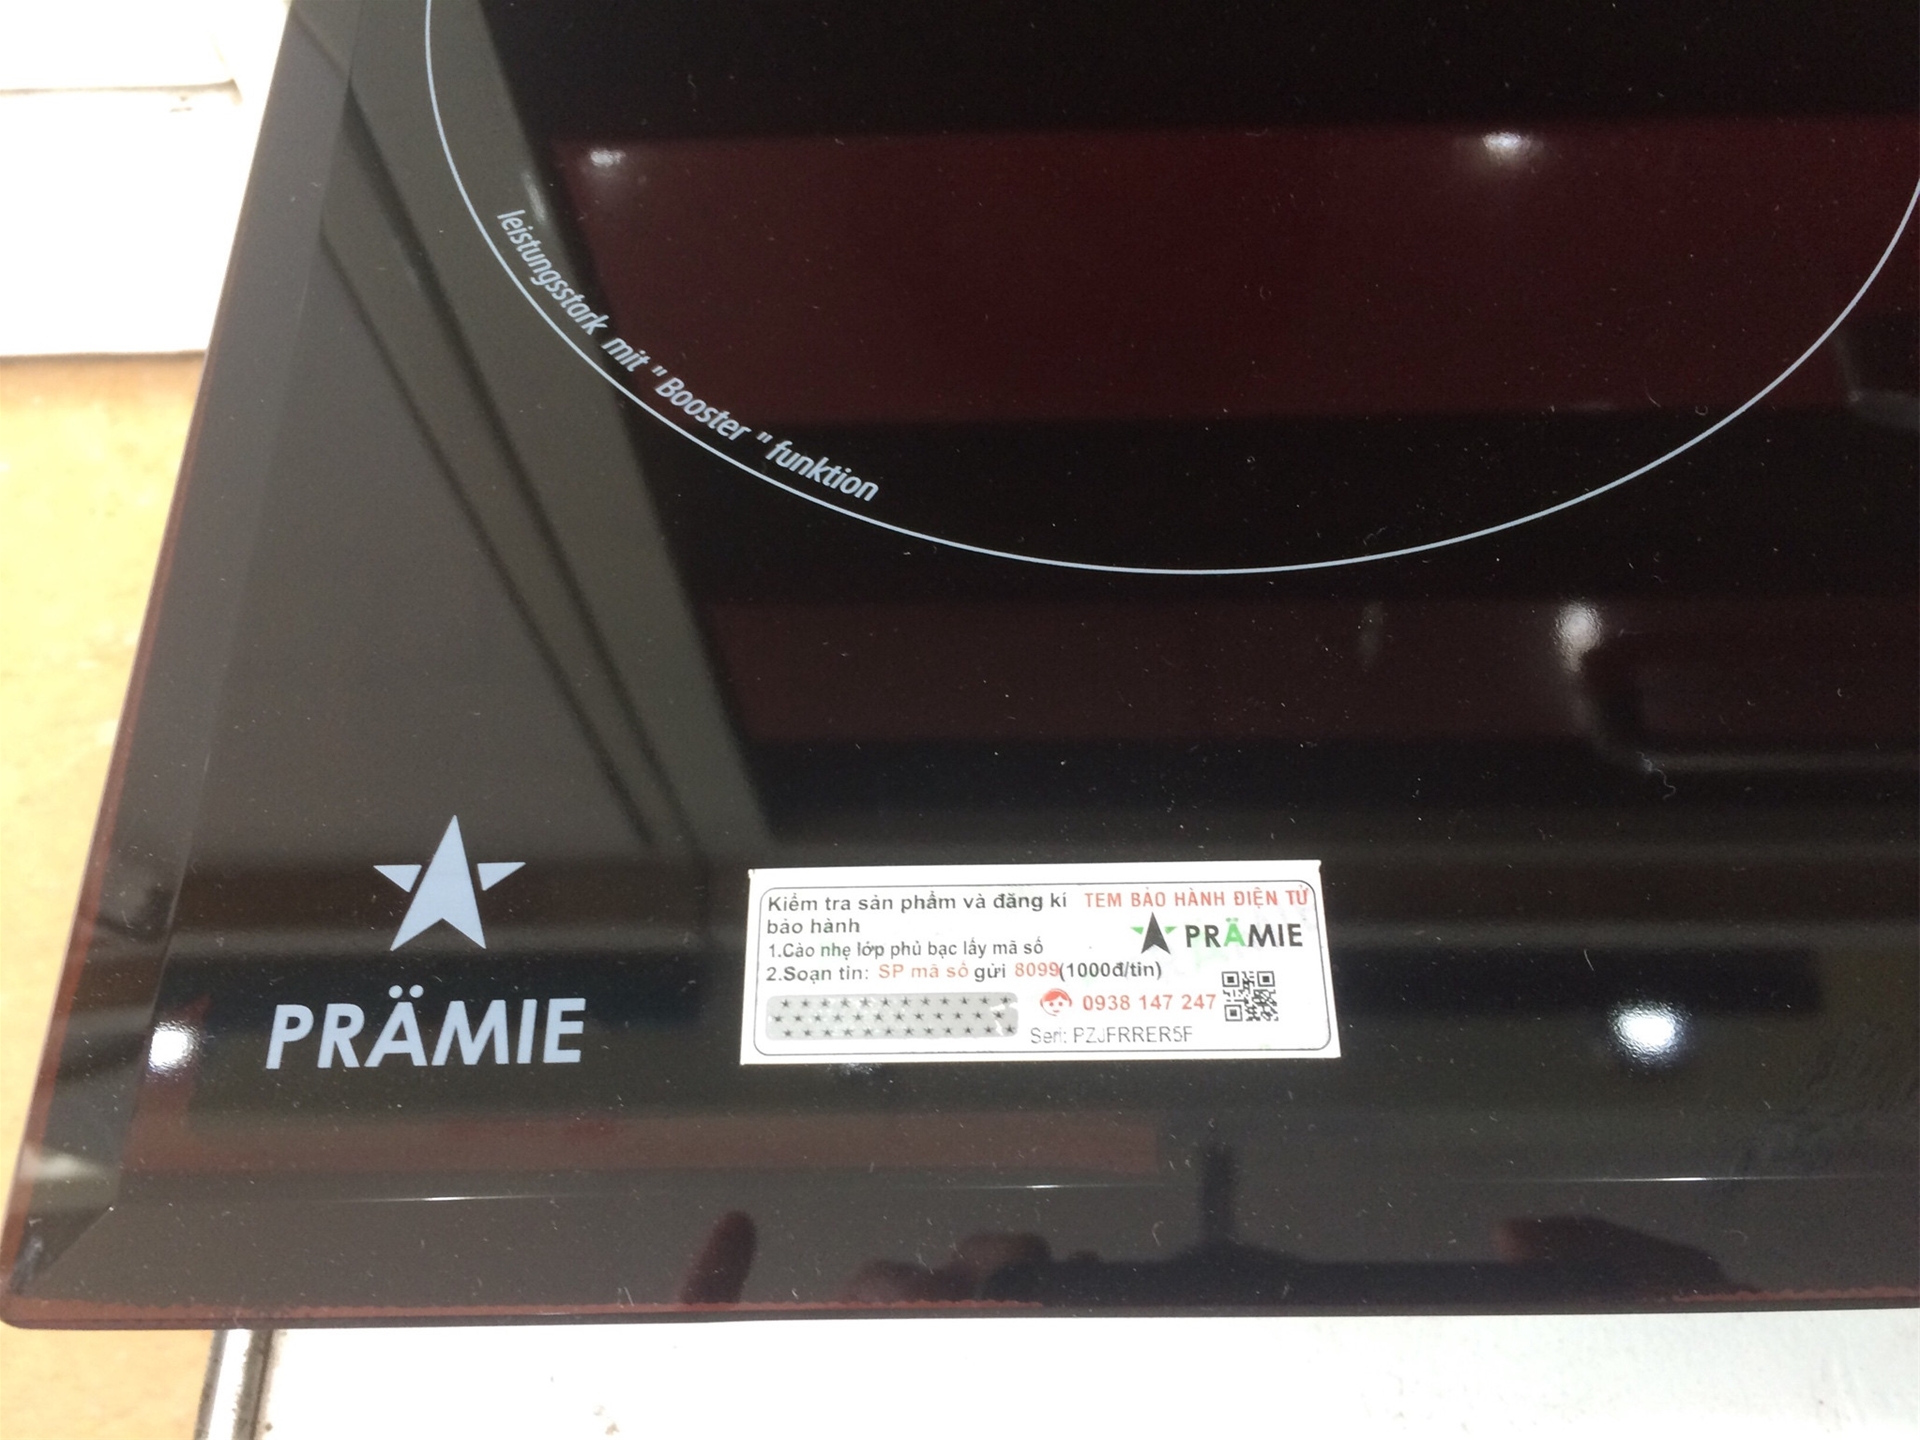 leistungsstark mit "Booster" funktion
PRÄMIE
Kiểm tra sản phẩm và đăng kí
bảo hành
1.Cào nhẹ lớp phủ bạc lấy mã số
2.Soạn tin: SP mã số gửi 8099(1000đ/tin)
TEM BẢO HÀNH ĐIỆN TỬ
PRÄMIE
0938 147 247
Seri: PZJFRRER5F